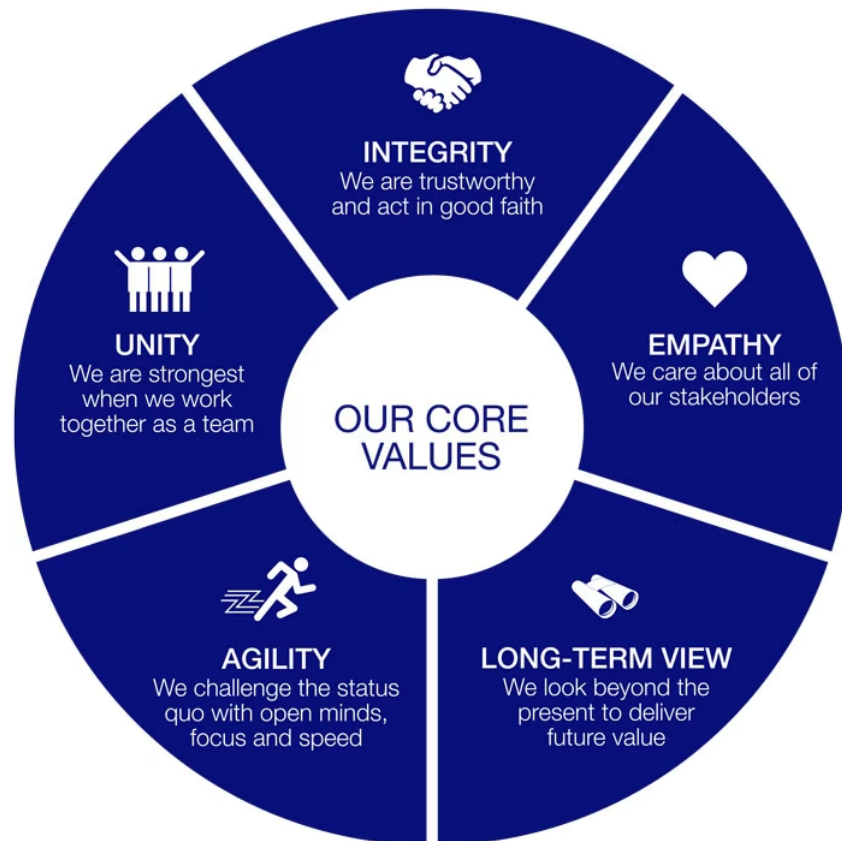 INTEGRITY
We are trustworthy
and act in good faith
EMPATHY
We care about all of
our stakeholders
LONG-TERM VIEW
We look beyond the
present to deliver
future value
AGILITY
We challenge the status
quo with open minds,
focus and speed
UNITY
We are strongest
when we work
together as a team
OUR CORE
VALUES